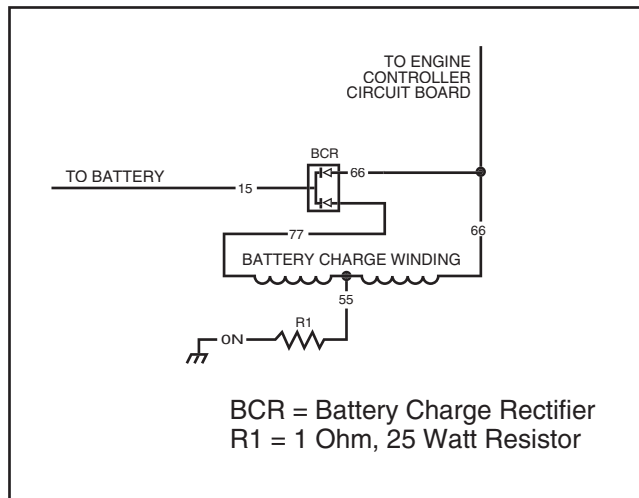 TO ENGINE
CONTROLLER
CIRCUIT BOARD
BCR
66
TO BATTERY
15
77
66
BATTERY CHARGE WINDING
55
R1
0N
BCR = Battery Charge Rectifier
R1 = 1 Ohm, 25 Watt Resistor